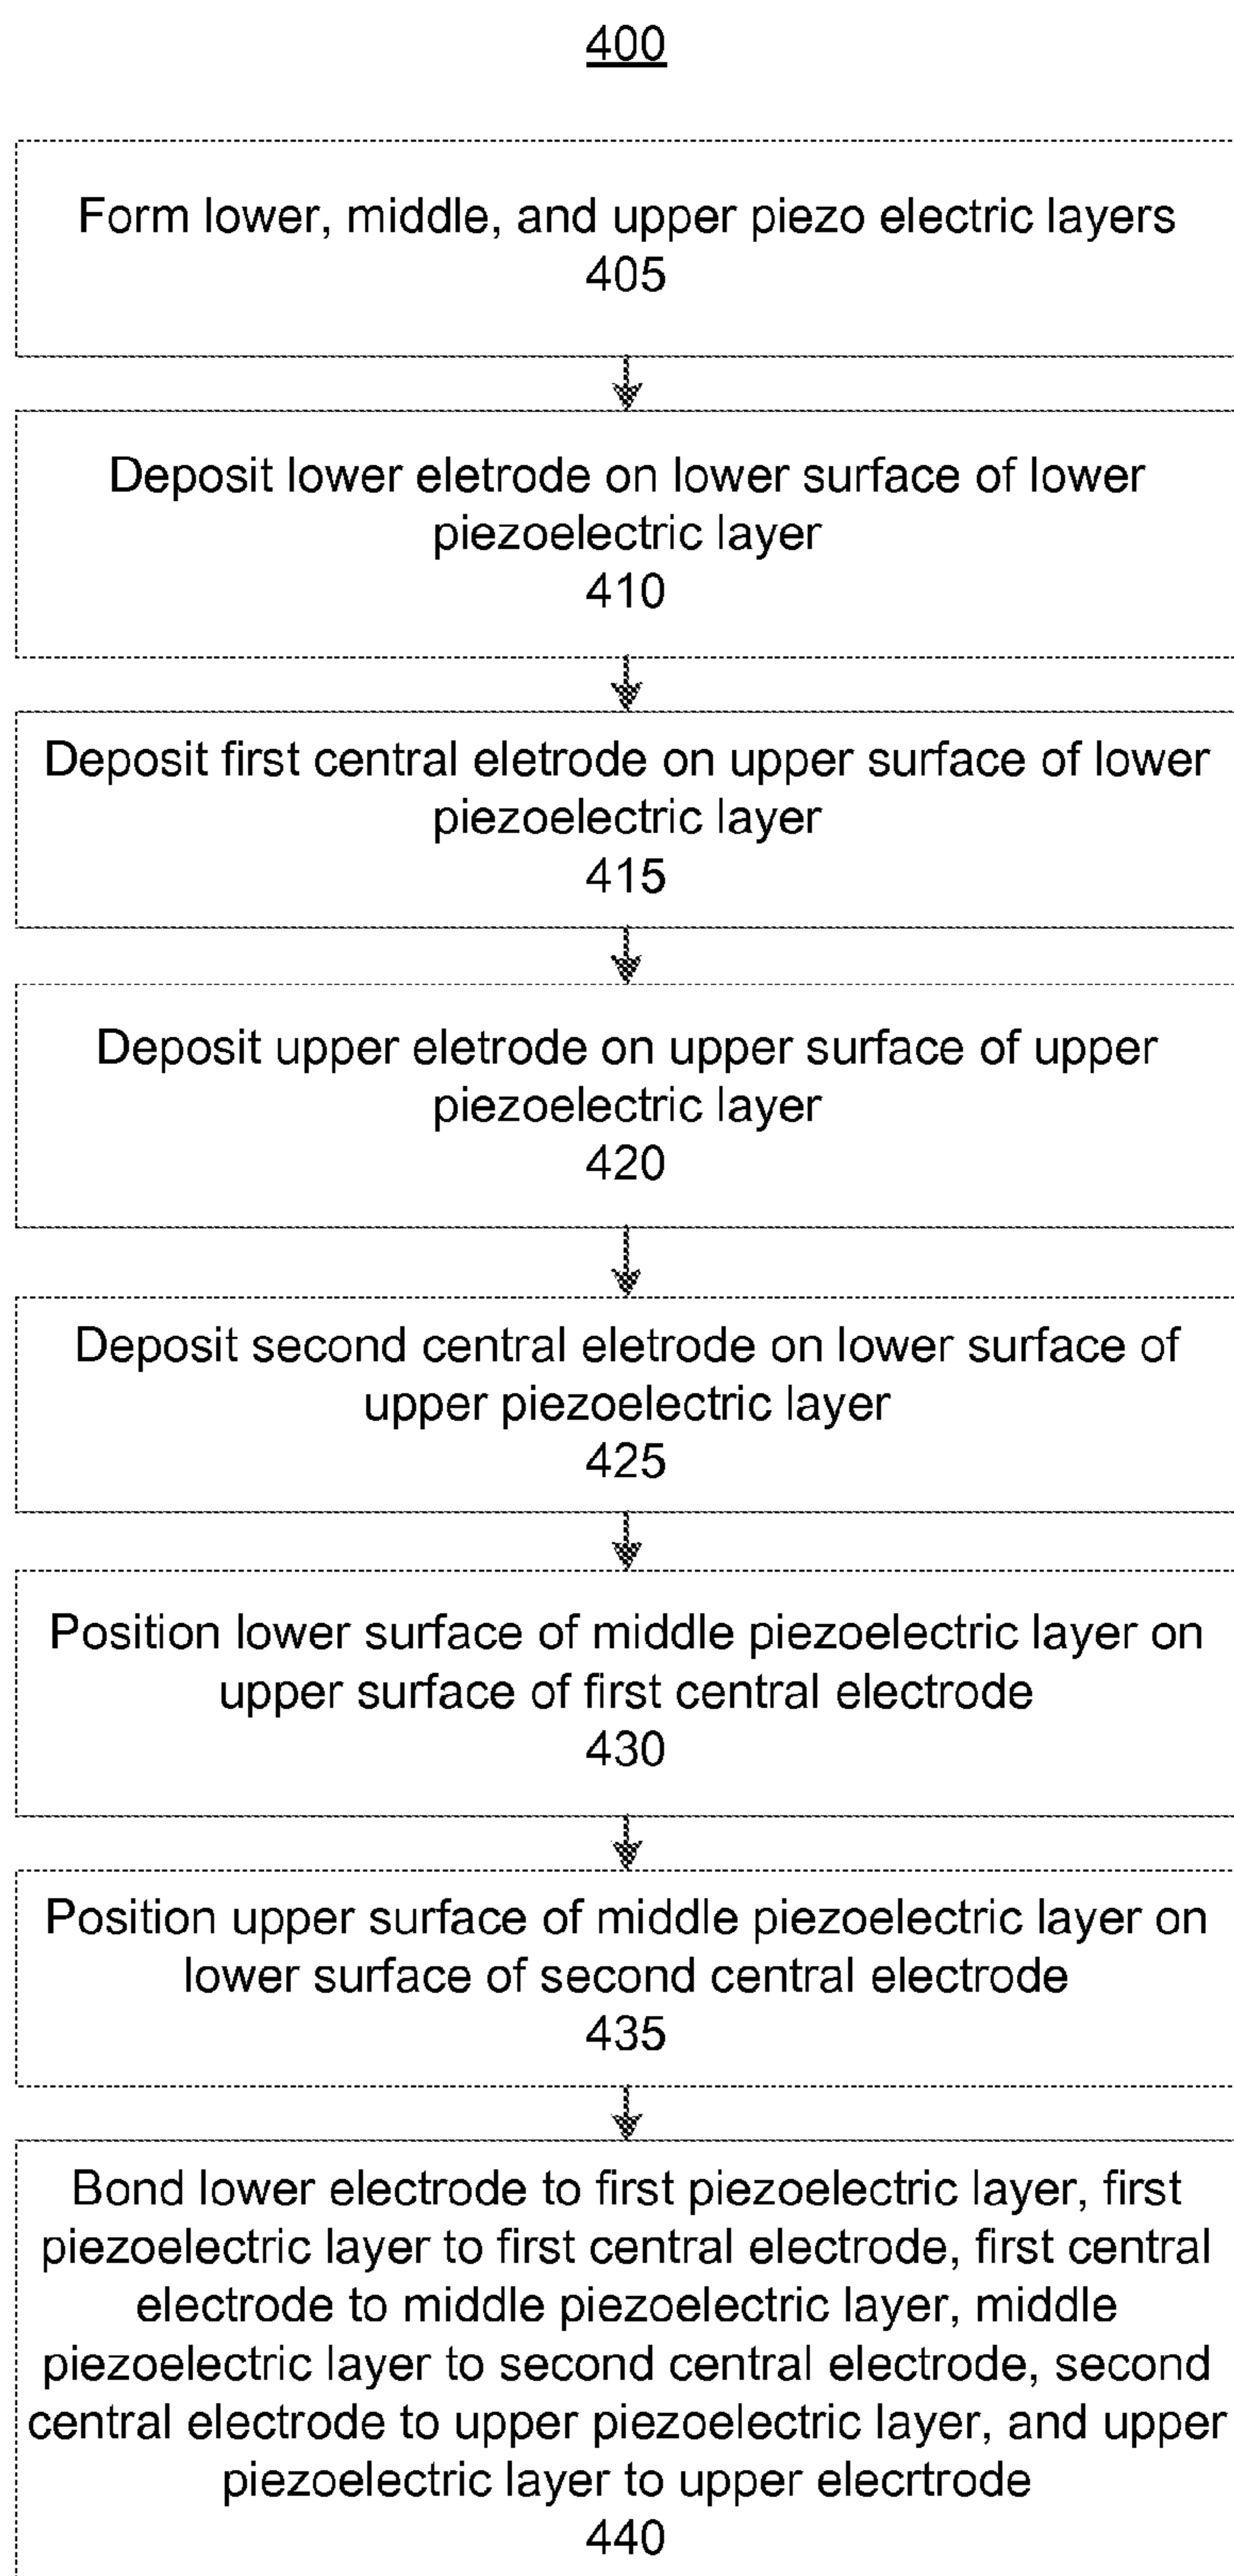 400
Form lower, middle, and upper piezo electric layers
405
Deposit lower eletrode on lower surface of lower
piezoelectric layer
410
Deposit first central eletrode on upper surface of lower
piezoelectric layer
415
Deposit upper eletrode on upper surface of upper
piezoelectric layer
420
Deposit second central eletrode on lower surface of
upper piezoelectric layer
425
Position lower surface of middle piezoelectric layer on
upper surface of first central electrode
430
Position upper surface of middle piezoelectric layer on
lower surface of second central electrode
435
Bond lower electrode to first piezoelectric layer, first
piezoelectric layer to first central electrode, first central
electrode to middle piezoelectric layer, middle
piezoelectric layer to second central electrode, second
central electrode to upper piezoelectric layer, and upper
piezoelectric layer to upper elecrtrode
440